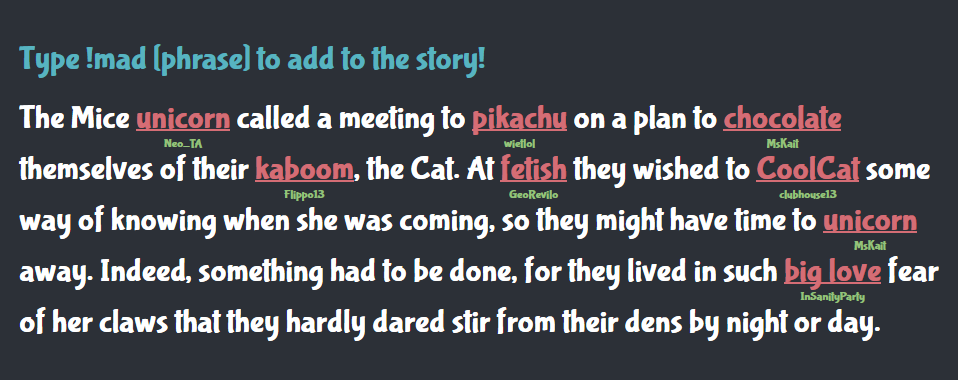 Type !mad (phrase) to add to the story!
The Mice unicorn called a meeting to pikachu on a plan to chocolate
Neo_TA wiellol MsKait
themselves of their kaboom, the Cat. At fetish they wished to CoolCat some
Flippo13 GeoRevilo clubhouse13
way of knowing when she was coming, so they might have time to unicorn
MsKait
away. Indeed, something had to be done, for they lived in such big love fear
InSanityParty
of her claws that they hardly dared stir from their dens by night or day.